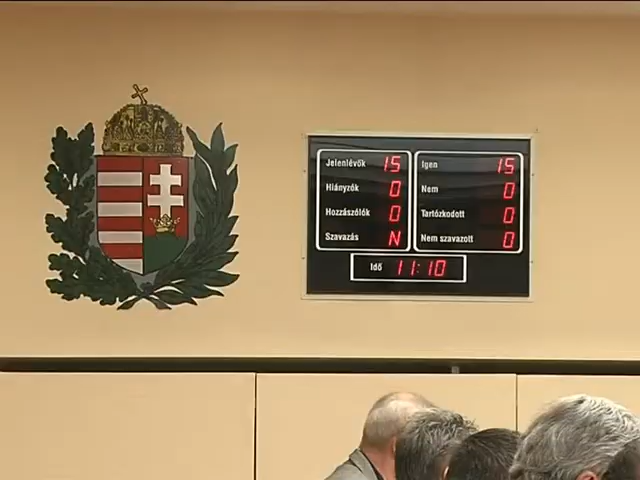 Jelenlévők 15
Hiányzók 0
Hozzászólók 0
Szavazás N
Igen 15
Nem 0
Tartózkodott 0
Nem szavazott 0
Idő 11:10